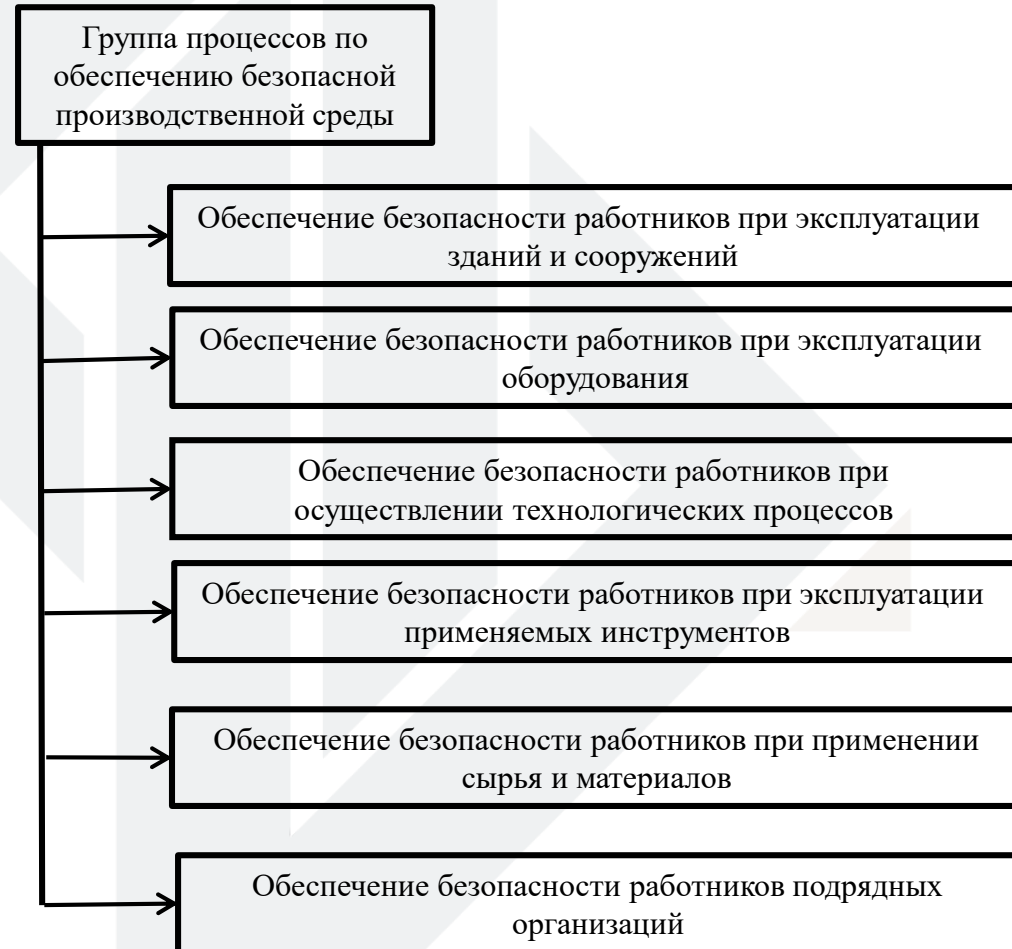 Группа процессов по
обеспечению безопасной
производственной среды
Обеспечение безопасности работников при эксплуатации
зданий и сооружений
Обеспечение безопасности работников при эксплуатации
оборудования
Обеспечение безопасности работников при
осуществлении технологических процессов
Обеспечение безопасности работников при эксплуатации
применяемых инструментов
Обеспечение безопасности работников при применении
сырья и материалов
Обеспечение безопасности работников подрядных
организаций